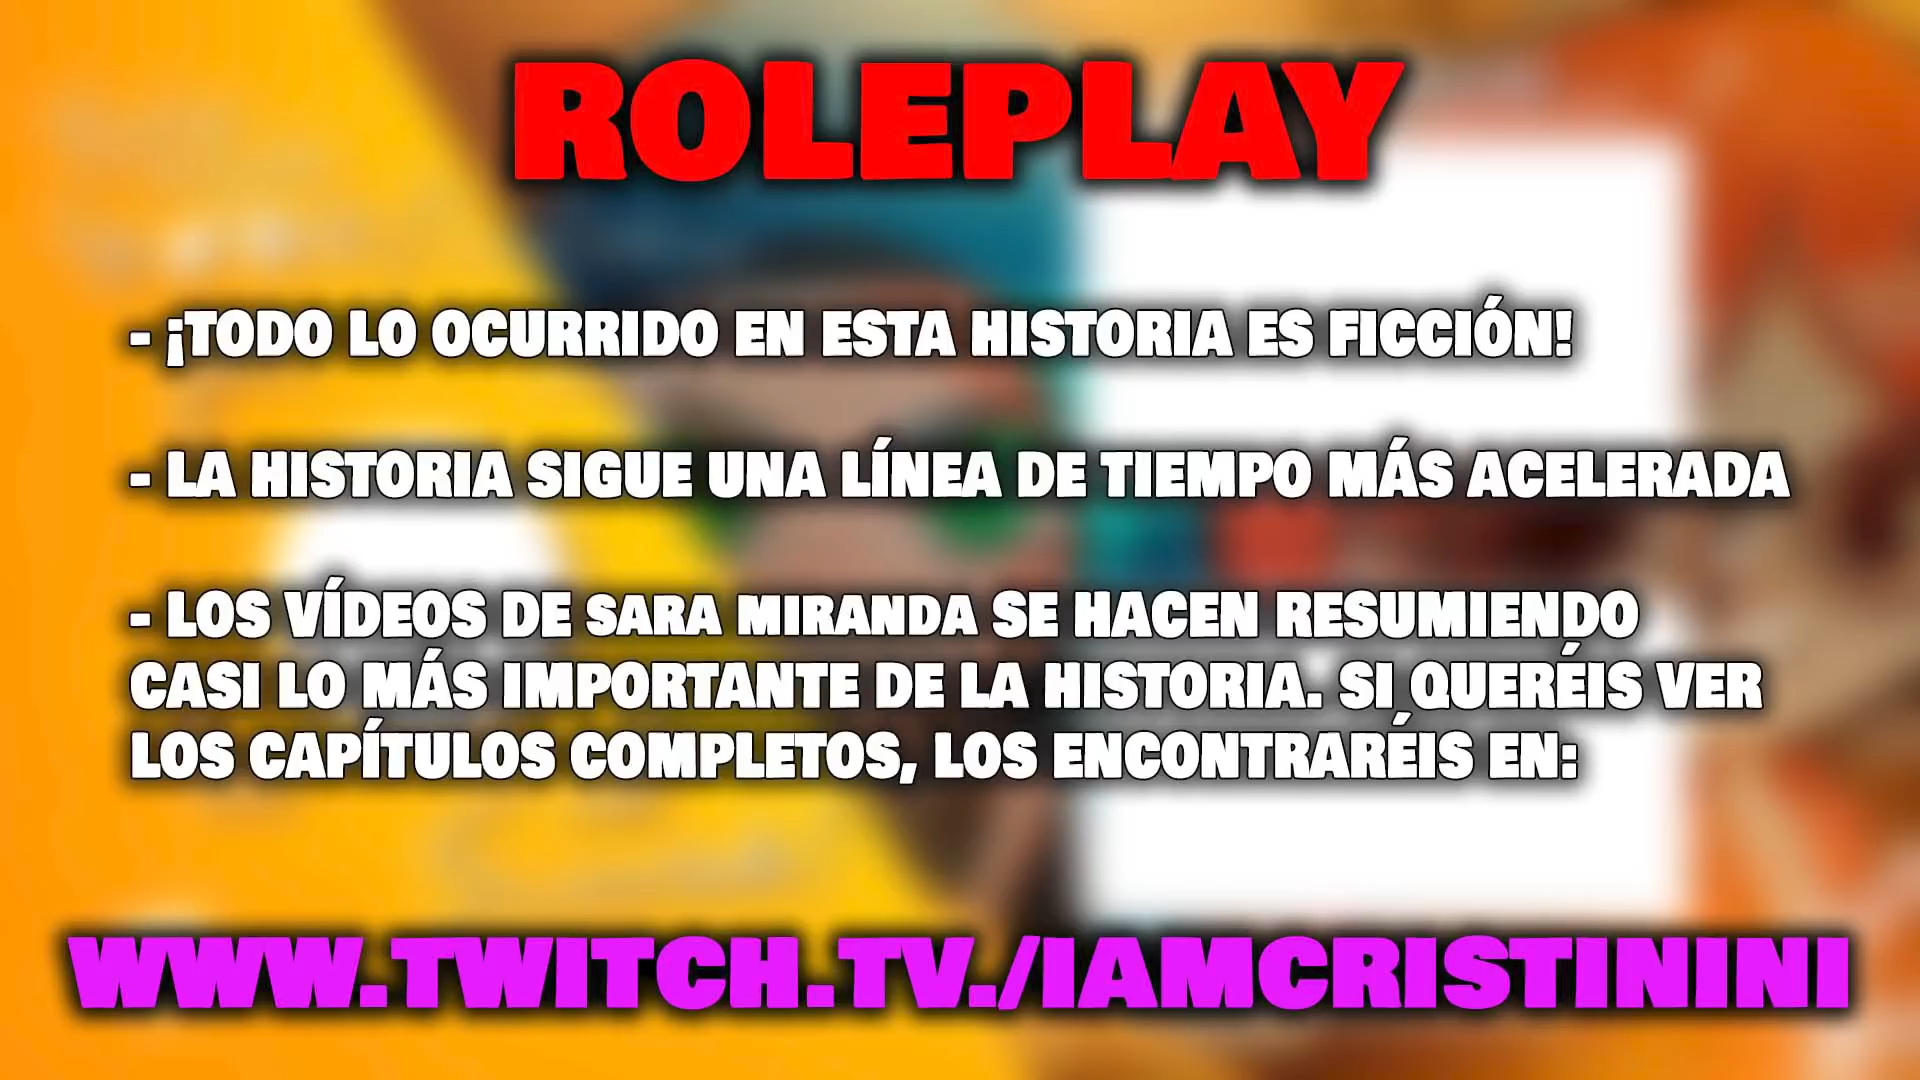 ROLEPLAY
- ¡TODO LO OCURRIDO EN ESTA HISTORIA ES FICCIÓN!
- LA HISTORIA SIGUE UNA LÍNEA DE TIEMPO MÁS ACELERADA
- LOS VÍDEOS DE SARA MIRANDA SE HACEN RESUMIENDO
CASI LO MÁS IMPORTANTE DE LA HISTORIA. SI QUERÉIS VER
LOS CAPÍTULOS COMPLETOS, LOS ENCONTRARÉIS EN:
WWW.TWITCH.TV./IAMCRISTININI